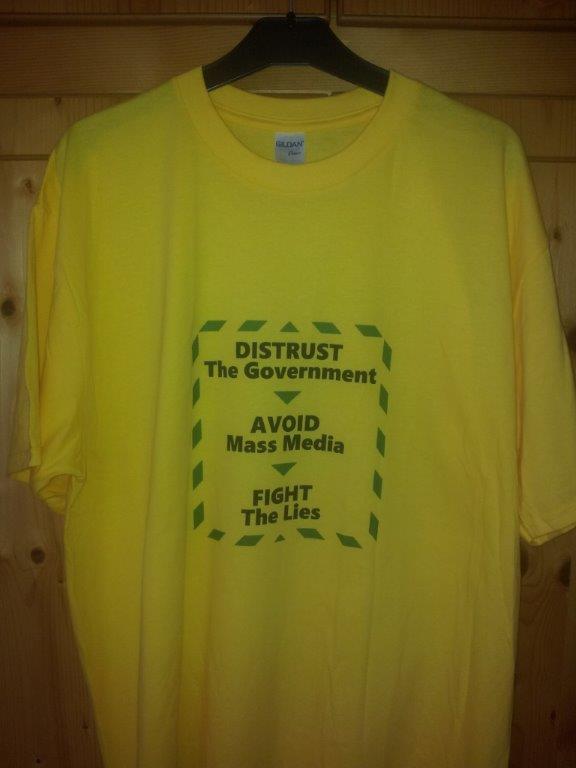 GILDAN
DISTRUST
The Government
AVOID
Mass Media
FIGHT
The Lies